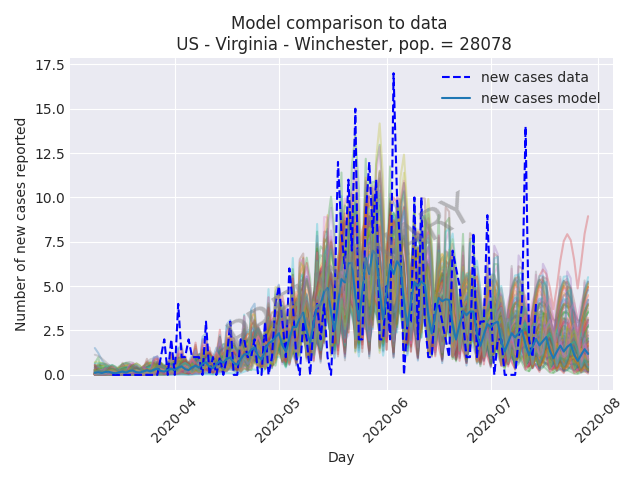 Model comparison to data
US - Virginia - Winchester, pop. = 28078
17.5
15.0
12.5
10.0
7.5
5.0
2.5
0.0
Number of new cases reported
new cases data
new cases model
2020-04
2020-05
2020-06
2020-07
2020-08
Day